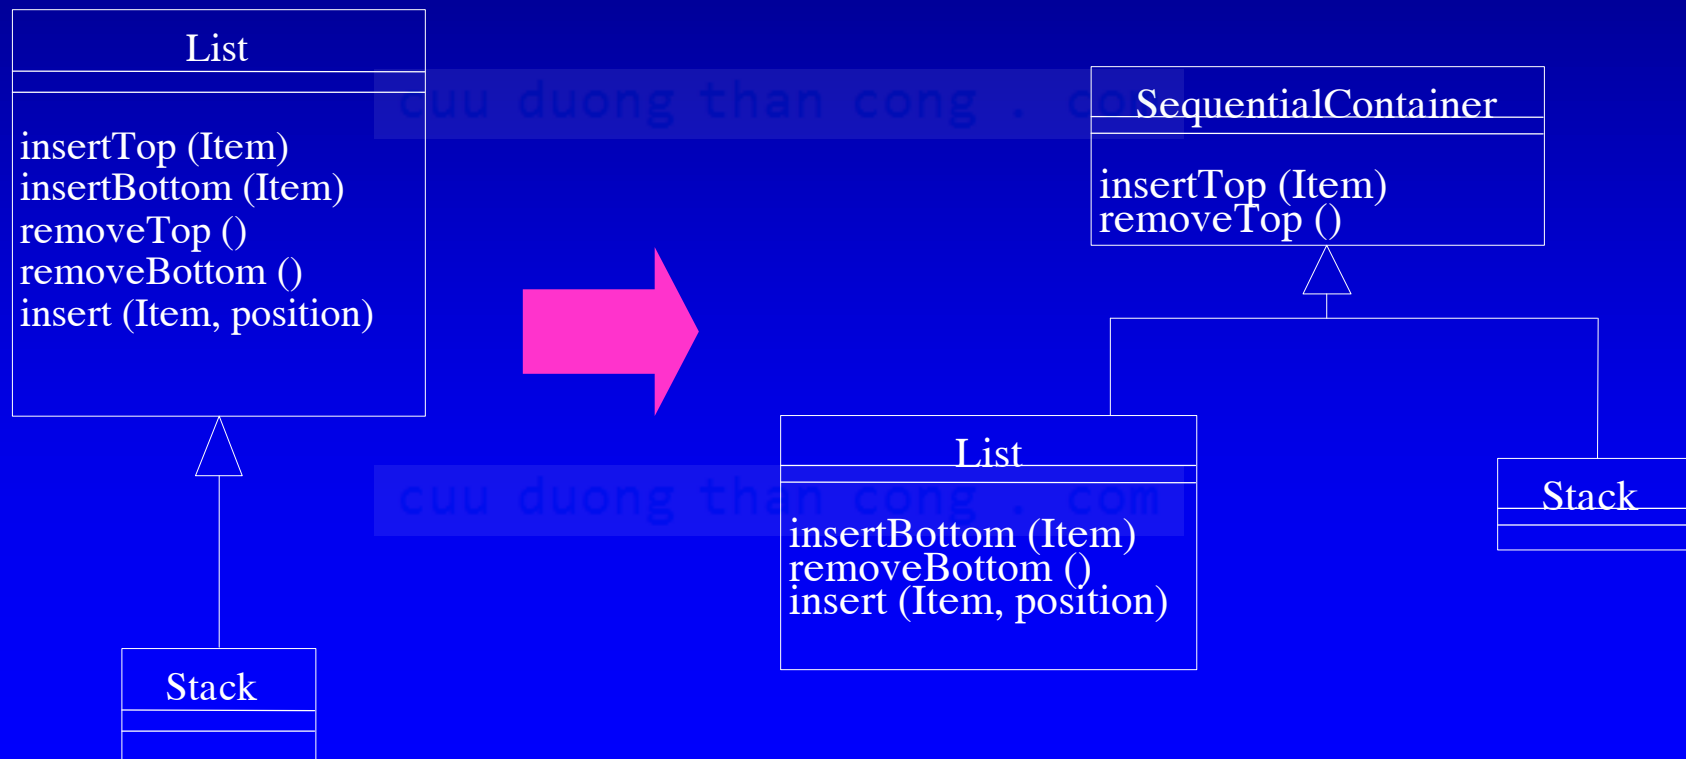 List
insertTop (Item)
insertBottom (Item)
removeTop ()
removeBottom ()
insert (Item, position)
Stack
cuu duong than cong . com
SequentialContainer
insertTop (Item)
removeTop ()
List
insertBottom (Item)
removeBottom ()
insert (Item, position)
Stack
cuu duong than cong . com